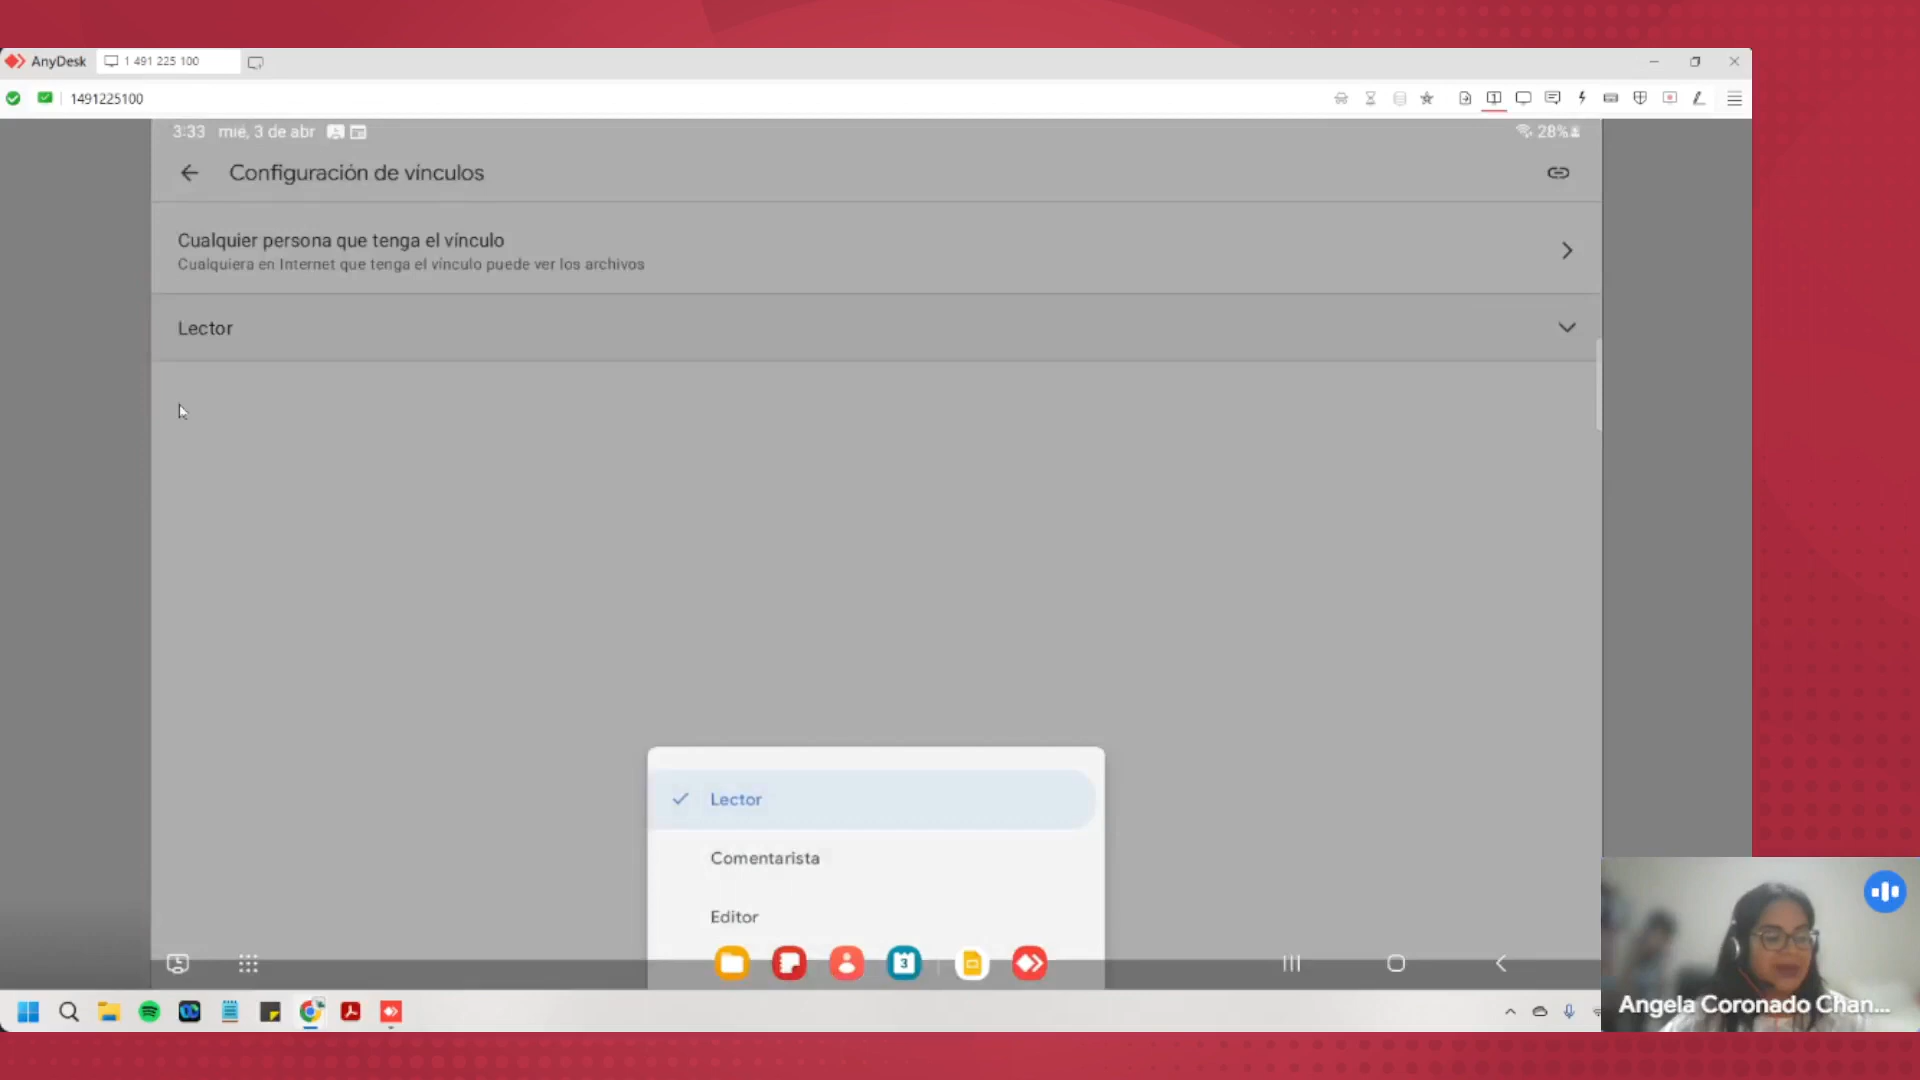 AnyDesk
1 491 225 100
1491225100
3:33 mié, 3 de abr
28%
Configuración de vínculos
Cualquier persona que tenga el vínculo
Cualquiera en Internet que tenga el vínculo puede ver los archivos
Lector
Lector
Comentarista
Editor
3
Angela Coronado Chan...